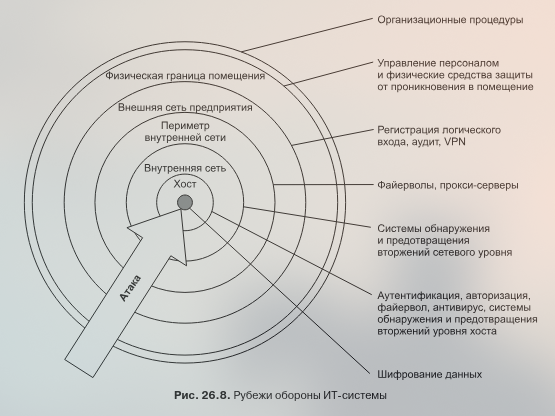 Организационные процедуры
Управление персоналом
и физические средства защиты
от проникновения в помещение
Физическая граница помещения
Внешняя сеть предприятия
Периметр
внутренней сети
Регистрация логического
входа, аудит, VPN
Внутренняя сеть
Хост
Файерволы, прокси-серверы
Системы обнаружения
и предотвращения
вторжений сетевого уровня
Атака
Аутентификация, авторизация,
файервол, антивирус, системы
обнаружения и предотвращения
вторжений уровня хоста
Шифрование данных
Рис. 26.8. Рубежи обороны ИТ-системы